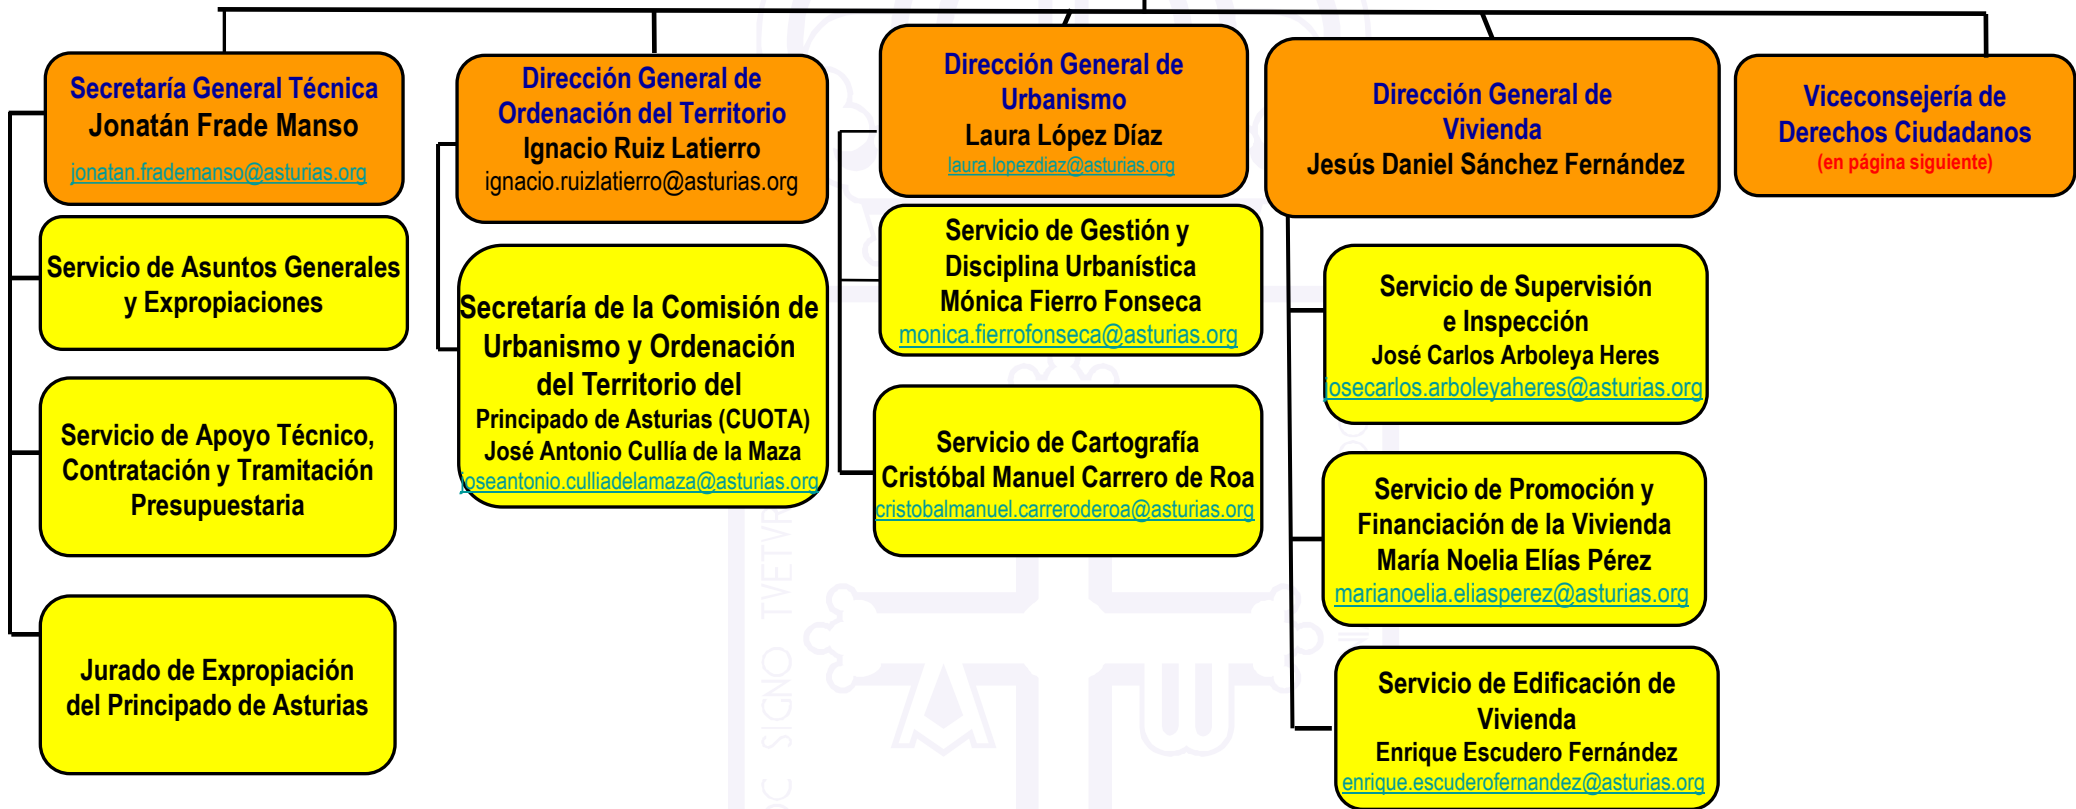 Secretaría General Técnica
Jonatán Frade Manso
jonatan.frademanso@asturias.org
Servicio de Asuntos Generales
y Expropiaciones
Servicio de Apoyo Técnico,
Contratación y Tramitación
Presupuestaria
Jurado de Expropiación
del Principado de Asturias
Dirección General de
Ordenación del Territorio
Ignacio Ruiz Latierro
ignacio.ruizlatierro@asturias.org
Secretaría de la Comisión de
Urbanismo y Ordenación
del Territorio del
Principado de Asturias (CUOTA)
José Antonio Cullía de la Maza
joseantonio.culliadelamaza@asturias.org
Dirección General de
Urbanismo
Laura López Díaz
laura.lopezdiaz@asturias.org
Servicio de Gestión y
Disciplina Urbanística
Mónica Fierro Fonseca
monica.fierrofonseca@asturias.org
Servicio de Cartografía
Cristóbal Manuel Carrero de Roa
cristobalmanuel.carreroderoa@asturias.org
Dirección General de
Vivienda
Jesús Daniel Sánchez Fernández
Servicio de Supervisión
e Inspección
José Carlos Arboleya Heres
josecarlos.arboleyaheres@asturias.org
Servicio de Promoción y
Financiación de la Vivienda
María Noelia Elías Pérez
marianoelia.eliasperez@asturias.org
Servicio de Edificación de
Vivienda
Enrique Escudero Fernández
enrique.escuderofernandez@asturias.org
Viceconsejería de
Derechos Ciudadanos
(en página siguiente)
SIGNO